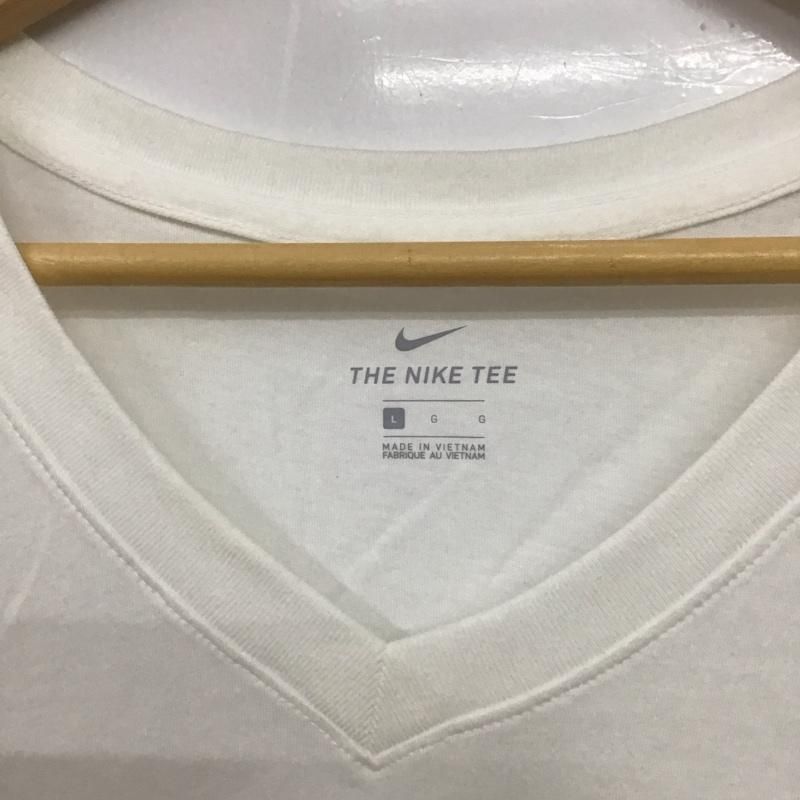 THE NIKE TEE
L G G
MADE IN VIETNAM
FABRIQUE AU VIETNAM